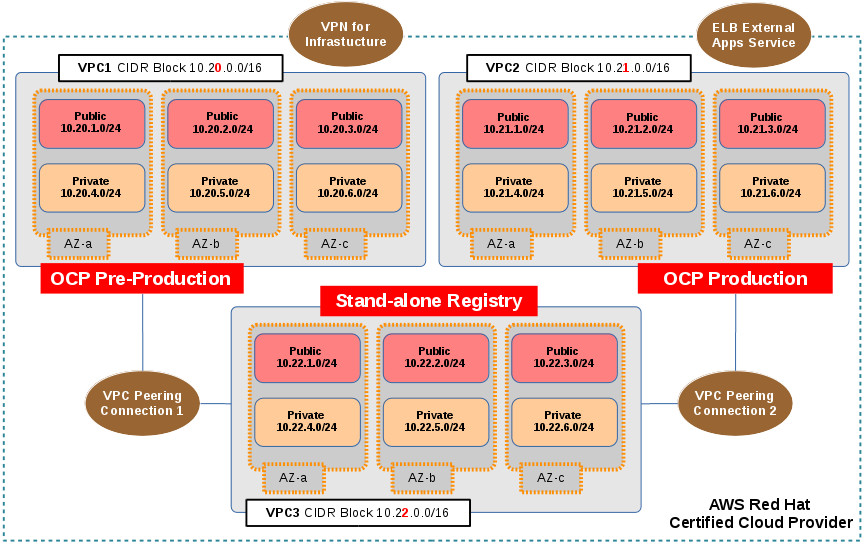 VPN for
Infrastucture
ELB External
Apps Service
VPC1 CIDR Block 10.20.0.0/16
Public
10.20.1.0/24
Public
10.20.2.0/24
Public
10.20.3.0/24
Private
10.20.4.0/24
Private
10.20.5.0/24
Private
10.20.6.0/24
AZ-a
AZ-b
AZ-c
OCP Pre-Production
VPC2 CIDR Block 10.21.0.0/16
Public
10.21.1.0/24
Public
10.21.2.0/24
Public
10.21.3.0/24
Private
10.21.4.0/24
Private
10.21.5.0/24
Private
10.21.6.0/24
AZ-a
AZ-b
AZ-c
OCP Production
Stand-alone Registry
Public
10.22.1.0/24
Public
10.22.2.0/24
Public
10.22.3.0/24
Private
10.22.4.0/24
Private
10.22.5.0/24
Private
10.22.6.0/24
AZ-a
AZ-b
AZ-c
VPC3 CIDR Block 10.22.0.0/16
VPC Peering
Connection 1
VPC Peering
Connection 2
AWS Red Hat
Certified Cloud Provider